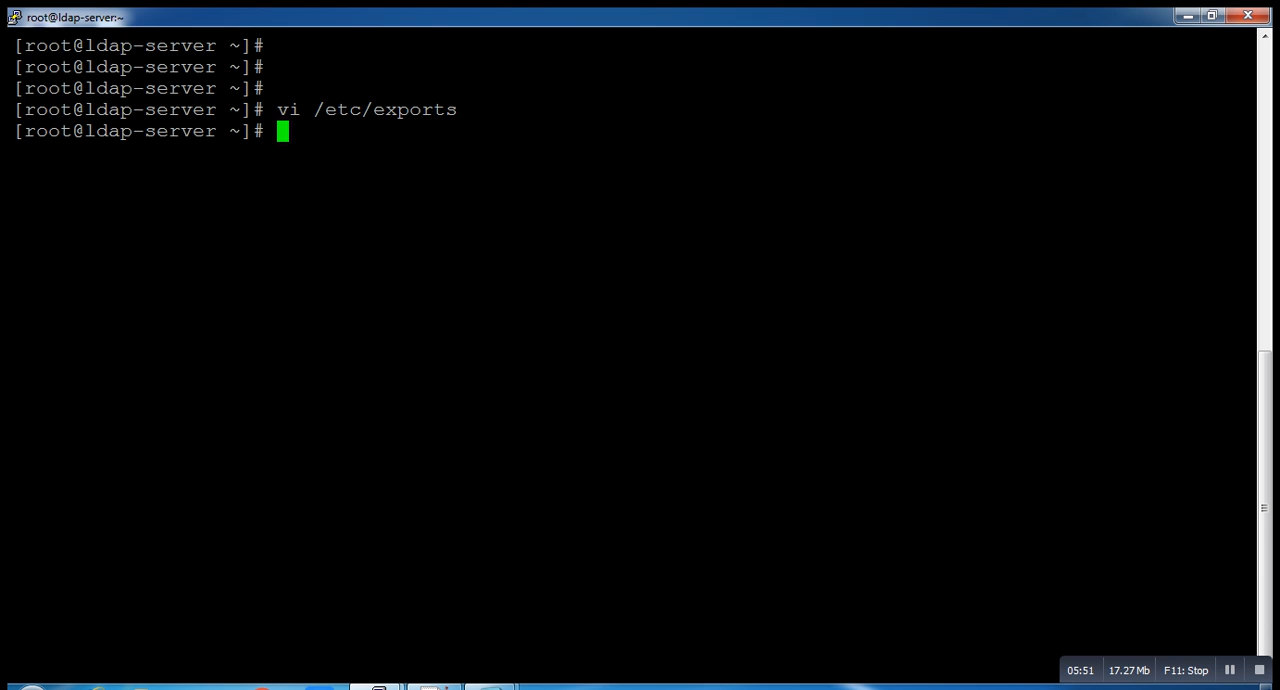 root@ldap-server:~
[root@ldap-server ~]#
[root@ldap-server ~]#
[root@ldap-server ~]#
[root@ldap-server ~]# vi /etc/exports
[root@ldap-server ~]#
05:51 17.27 Mb F11: Stop